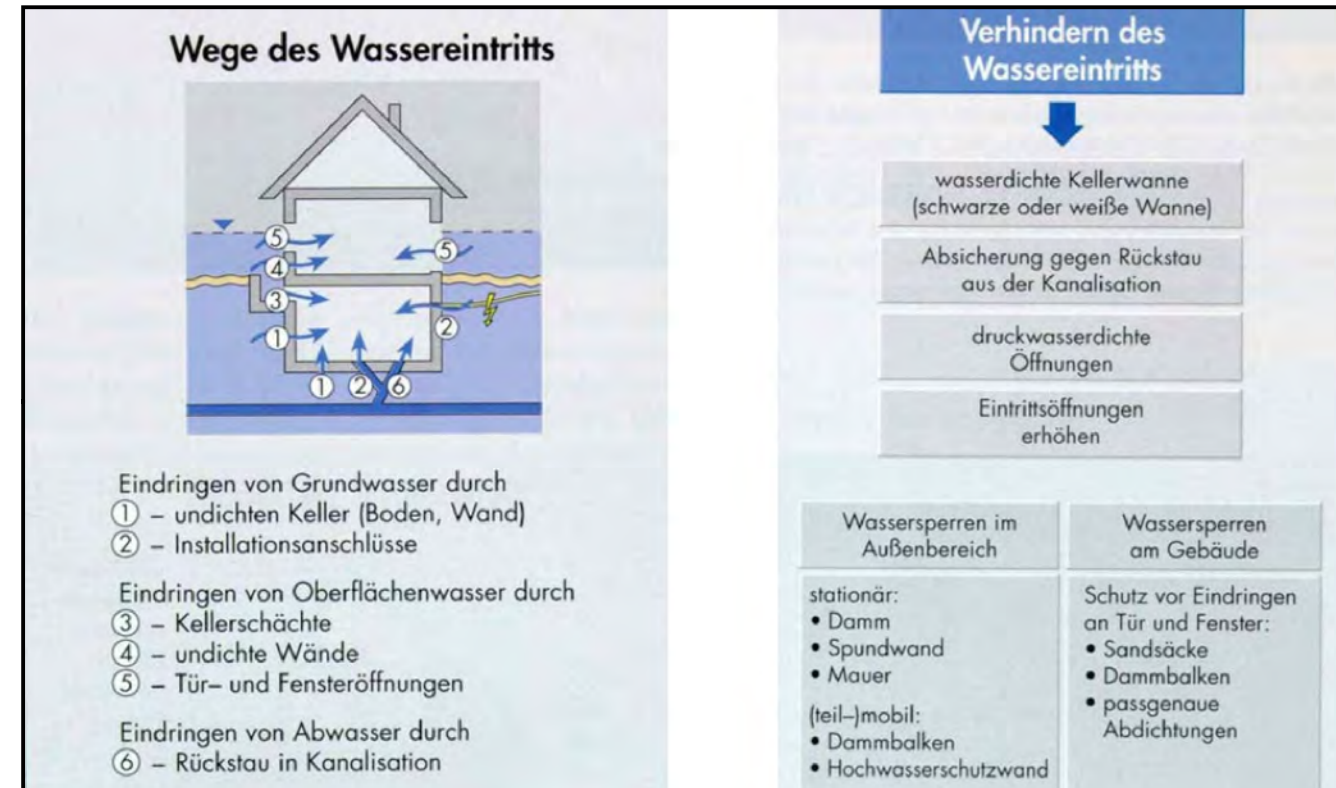 Wege des Wassereintritts
5
5
4
3
2
1
1
2
6
Eindringen von Grundwasser durch
1 – undichten Keller (Boden, Wand)
2 – Installationsanschlüsse
Eindringen von Oberflächenwasser durch
3 – Kellerschächte
4 – undichte Wände
5 – Tür– und Fensteröffnungen
Eindringen von Abwasser durch
6 – Rückstau in Kanalisation
Verhindern des
Wassereintritts
wasserdichte Kellerwanne
(schwarze oder weiße Wanne)
Absicherung gegen Rückstau
aus der Kanalisation
druckwasserdichte
Öffnungen
Eintrittsöffnungen
erhöhen
Wassersperren im
Außenbereich
stationär:
• Damm
• Spundwand
• Mauer
(teil–)mobil:
• Dammbalken
• Hochwasserschutzwand
Wassersperren
am Gebäude
Schutz vor Eindringen
an Tür und Fenster:
• Sandsäcke
• Dammbalken
• passgenaue
Abdichtungen